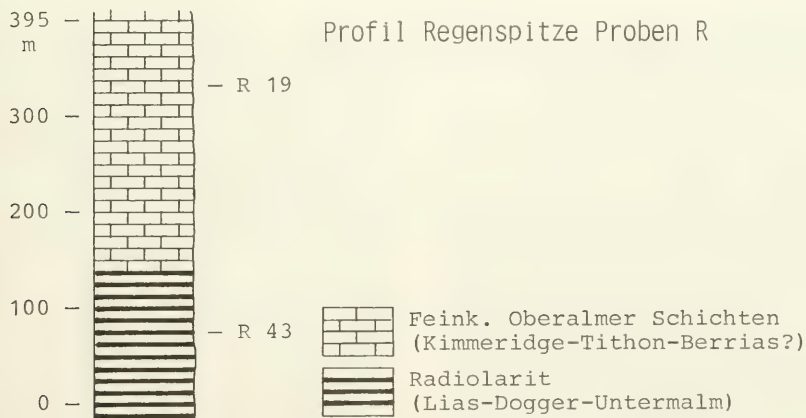 395 –
m
Profil Regenspitze Proben R
– R 19
300 –
200 –
100 –
– R 43
Feink. Oberalmer Schichten
(Kimmeridge-Tithon-Berrias?)
Radiolarit
0 –
(Lias-Dogger-Untermalm)